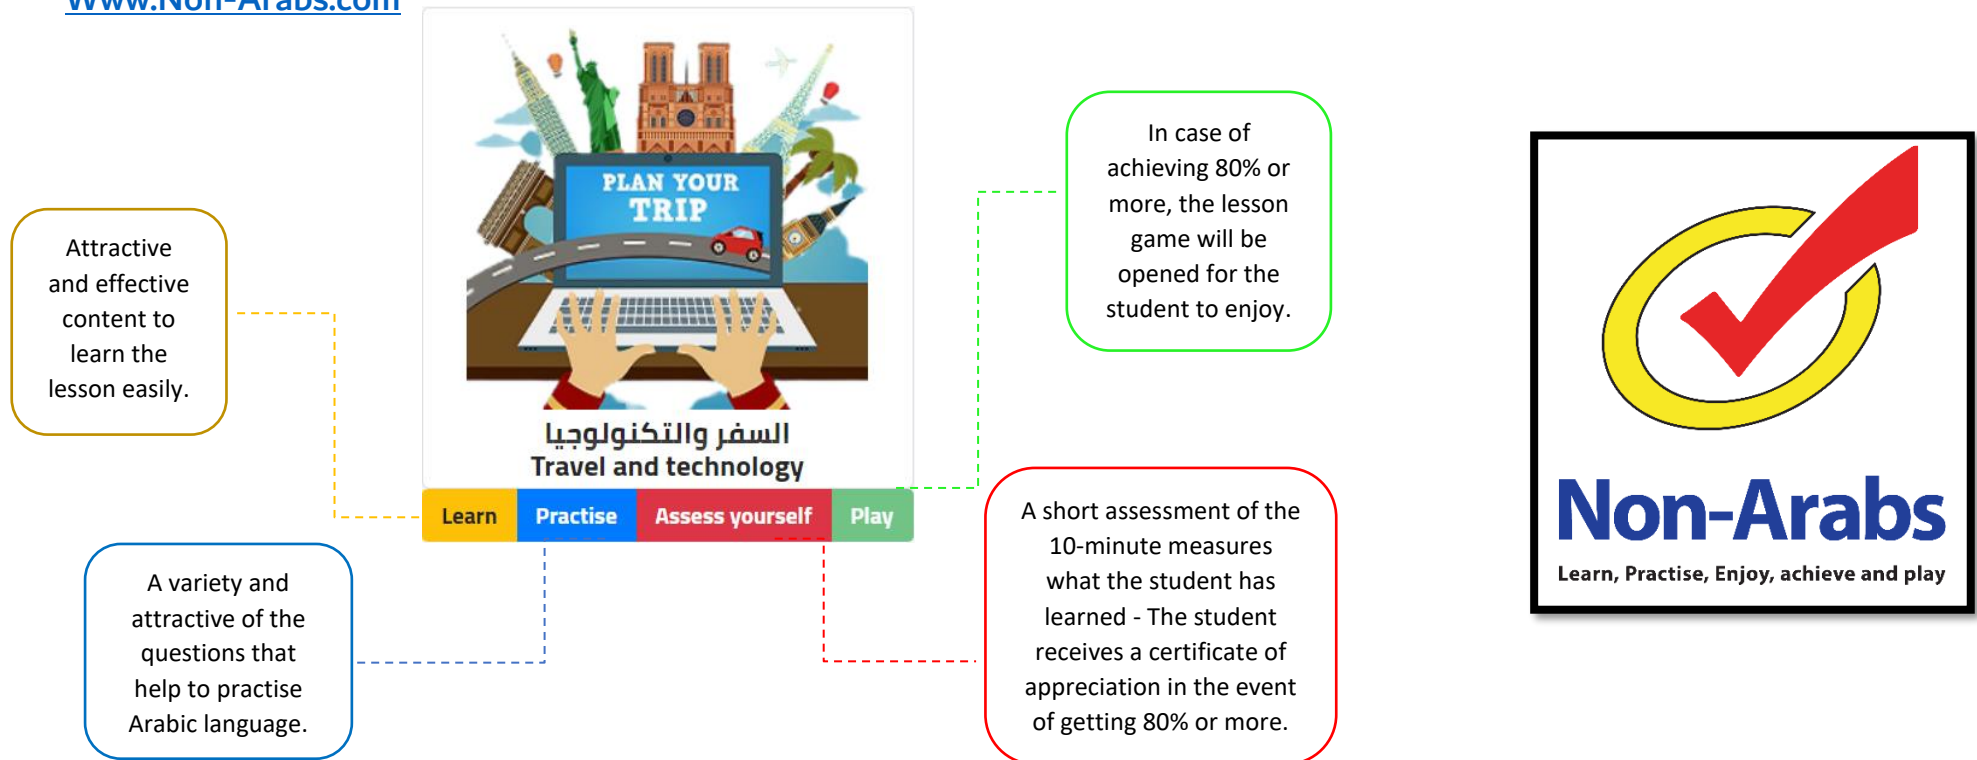 Www.Non-Arabs.com
PLAN YOUR
TRIP
السفر والتكنولوجيا
Travel and technology
Learn
Practise
Assess yourself
Play
Attractive
and effective
content to
learn the
lesson easily.
A variety and
attractive of the
questions that
help to practise
Arabic language.
In case of
achieving 80% or
more, the lesson
game will be
opened for the
student to enjoy.
A short assessment of the
10-minute measures
what the student has
learned - The student
receives a certificate of
appreciation in the event
of getting 80% or more.
Non-Arabs
Learn, Practise, Enjoy, achieve and play